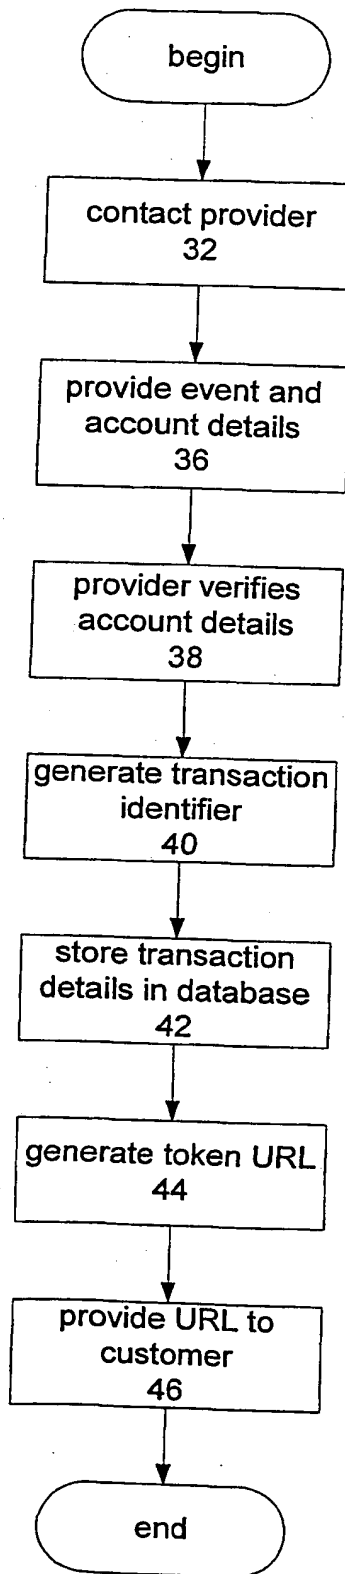 begin
contact provider
32
provide event and
account details
36
provider verifies
account details
38
generate transaction
identifier
40
store transaction
details in database
42
generate token URL
44
provide URL to
customer
46
end